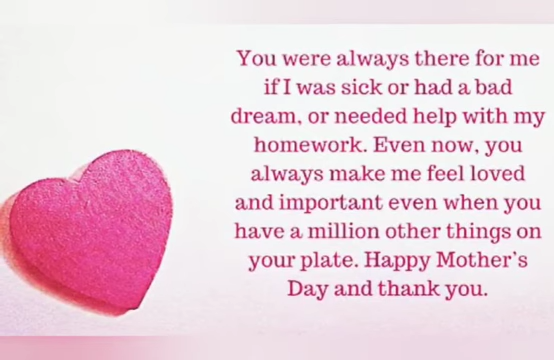 You were always there for me
if I was sick or had a bad
dream, or needed help with my
homework. Even now, you
always make me feel loved
and important even when you
have a million other things on
your plate. Happy Mother's
Day and thank you.